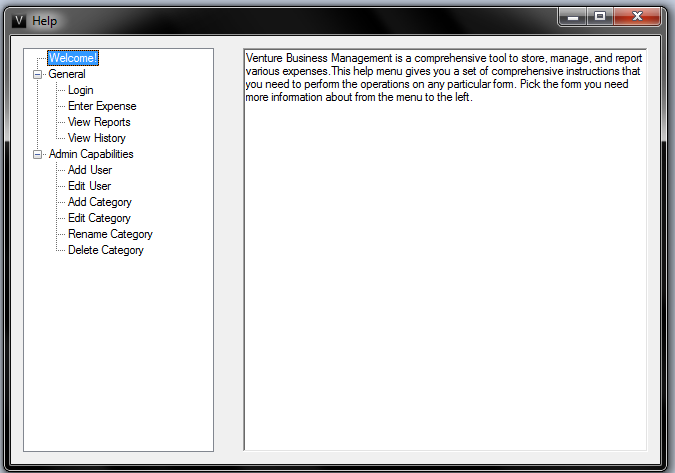 V Help
Welcome!
General
Login
Enter Expense
View Reports
View History
Admin Capabilities
Add User
Edit User
Add Category
Edit Category
Rename Category
Delete Category
Venture Business Management is a comprehensive tool to store, manage, and report
various expenses.This help menu gives you a set of comprehensive instructions that
you need to perform the operations on any particular form. Pick the form you need
more information about from the menu to the left.